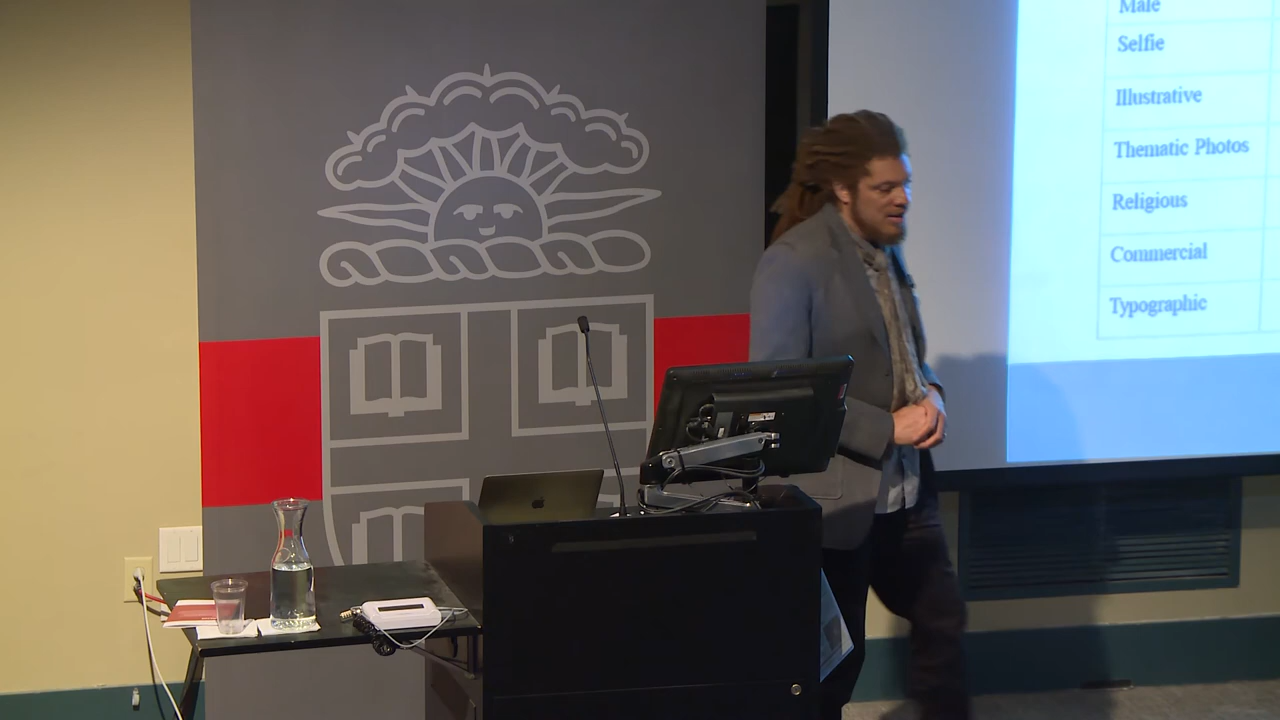 Male
Selfie
Illustrative
Thematic Photos
Religious
Commercial
Typographic